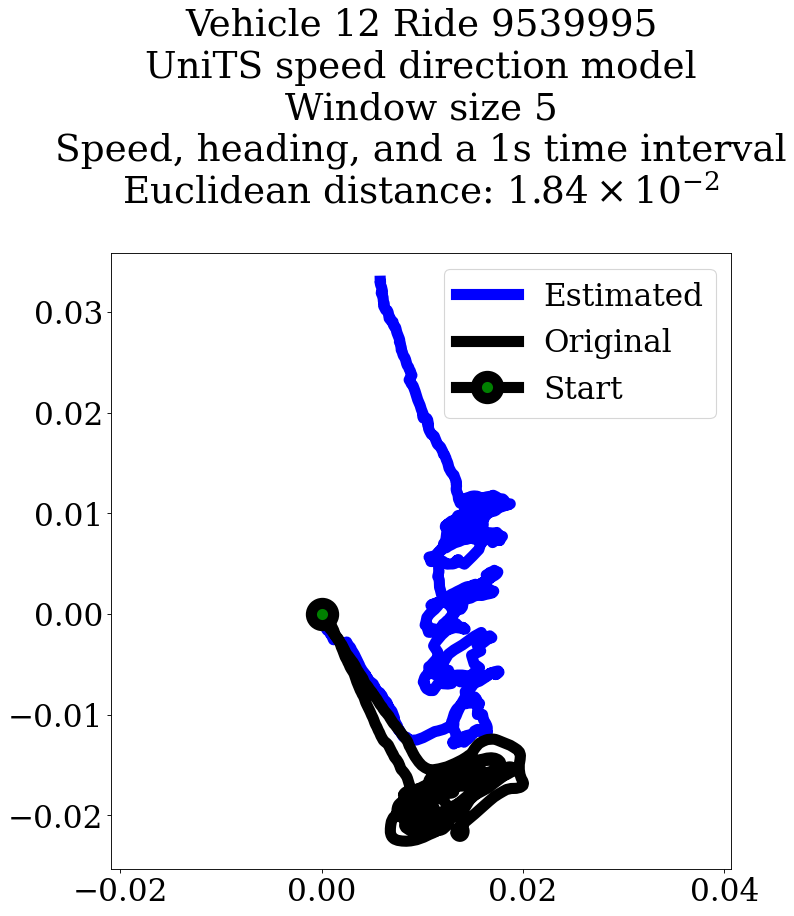 Vehicle 12 Ride 9539995
UniTS speed direction model
Window size 5
Speed, heading, and a 1s time interval
Euclidean distance: 1.84 × 10⁻²
Estimated
Original
Start
0.03
0.02
0.01
0.00
−0.01
−0.02
−0.02 0.00 0.02 0.04